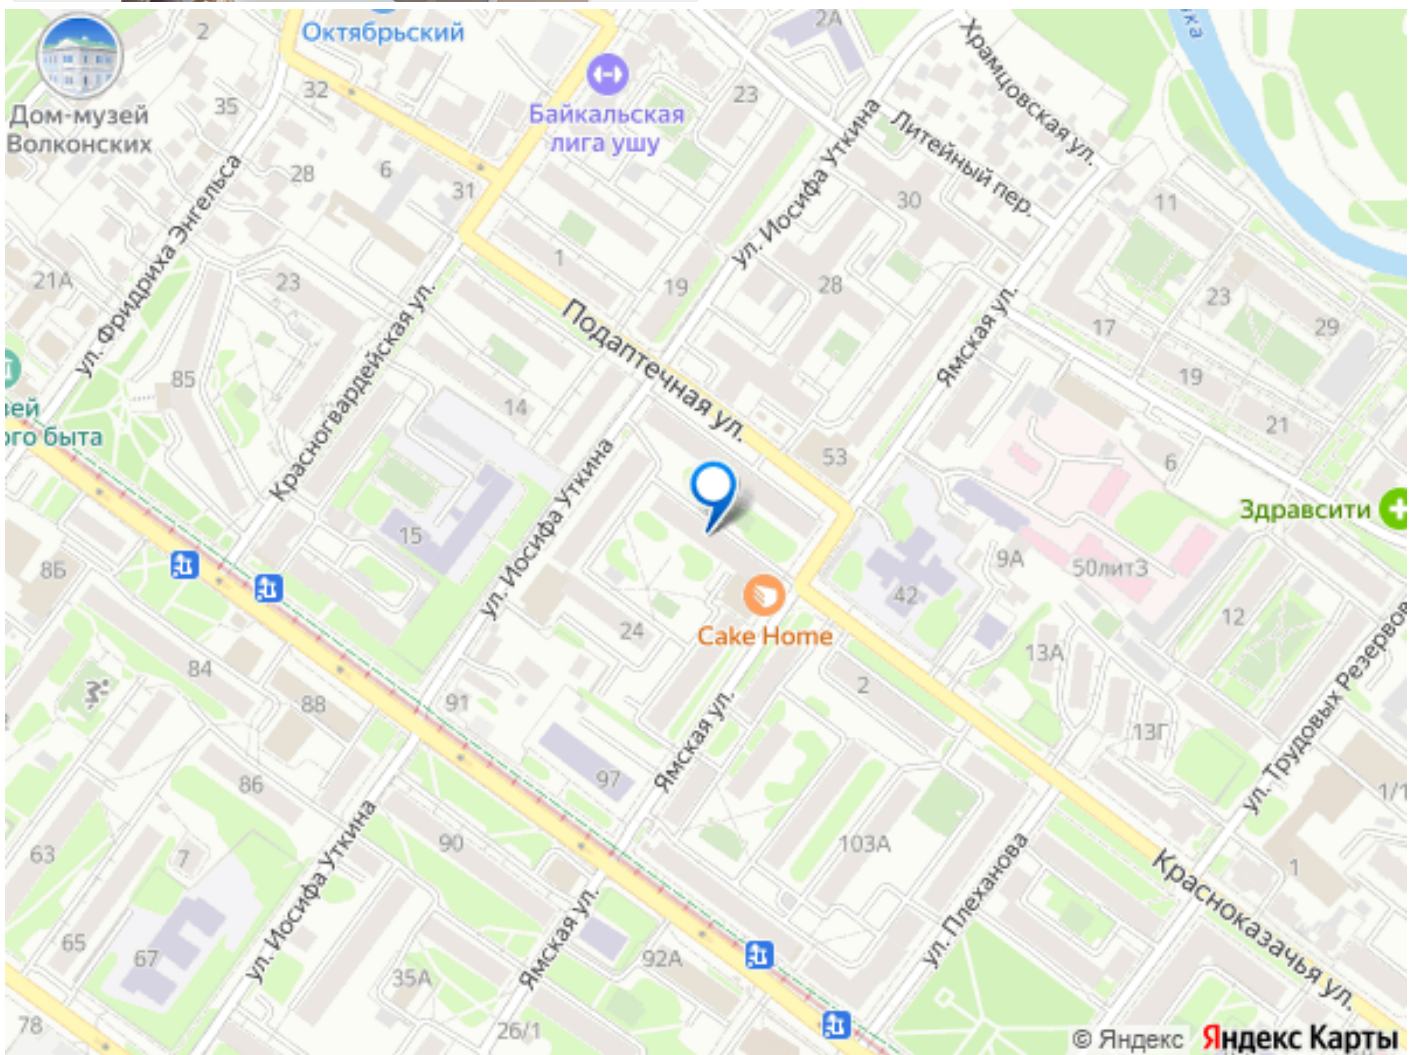 Октябрьский
2
2А
Храмцовская ул.
Дом-музей
Волконских
35
32
Байкальская
лига ушу
23
Литейный пер.
ул. Фридриха Энгельса
28
6
31
ул. Иосифа Уткина
30
11
21А
23
1
19
28
23
17
29
Подаптечная ул.
Ямская ул.
85
Красногвардейская ул.
14
19
21
53
6
15
ул. Иосифа Уткина
Здравсити
8Б
9А
50лит3
42
12
24
Cake Home
13А
84
88
91
2
13Г
ул. Трудовых Резервов
97
Ямская ул.
86
90
103А
1/1
63
7
ул. Иосифа Уткина
1
Красноказачья ул.
ул. Плеханова
65
67
Ямская ул.
92А
35А
78
26/1
© Яндекс Яндекс Карты